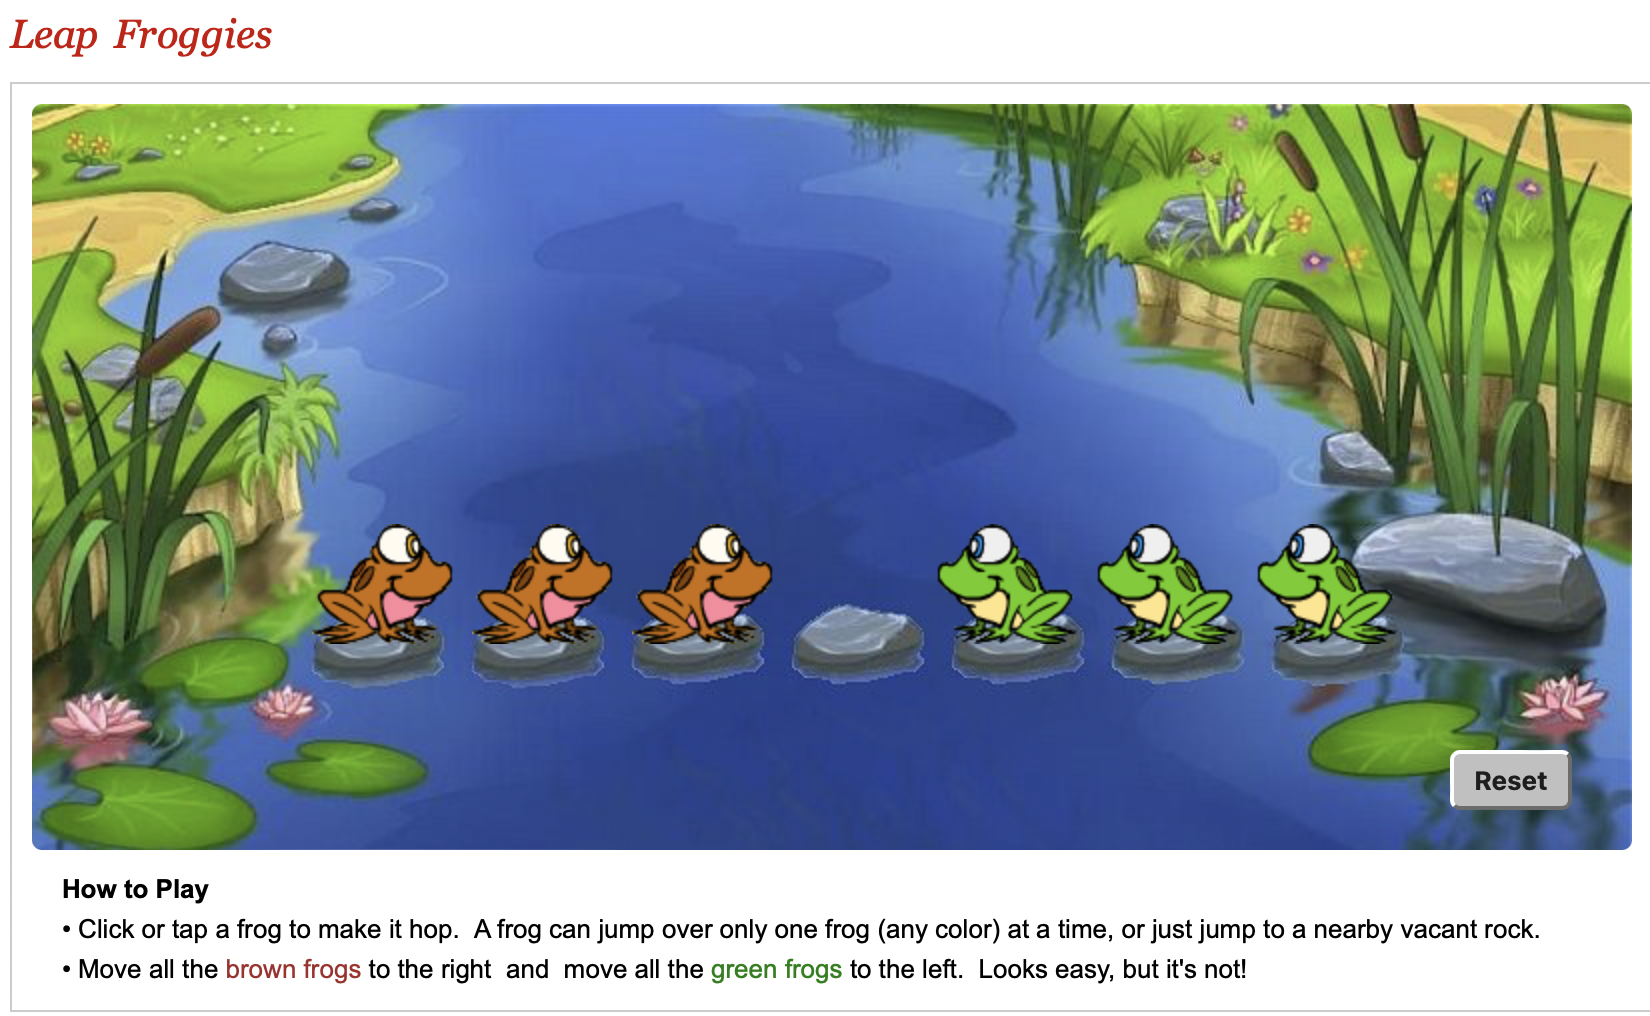 Leap Froggies
Reset
How to Play
• Click or tap a frog to make it hop. A frog can jump over only one frog (any color) at a time, or just jump to a nearby vacant rock.
• Move all the brown frogs to the right and move all the green frogs to the left. Looks easy, but it's not!